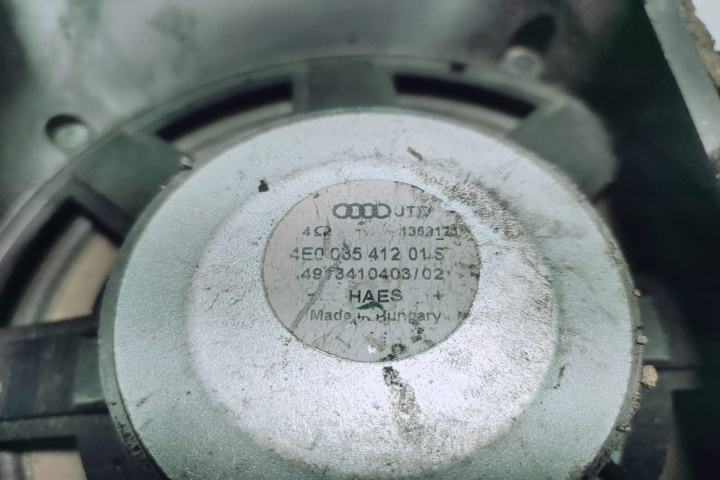 4Ω
4E0 035 412 01 S
4913410403/02
- HAES +
Made in Hungary